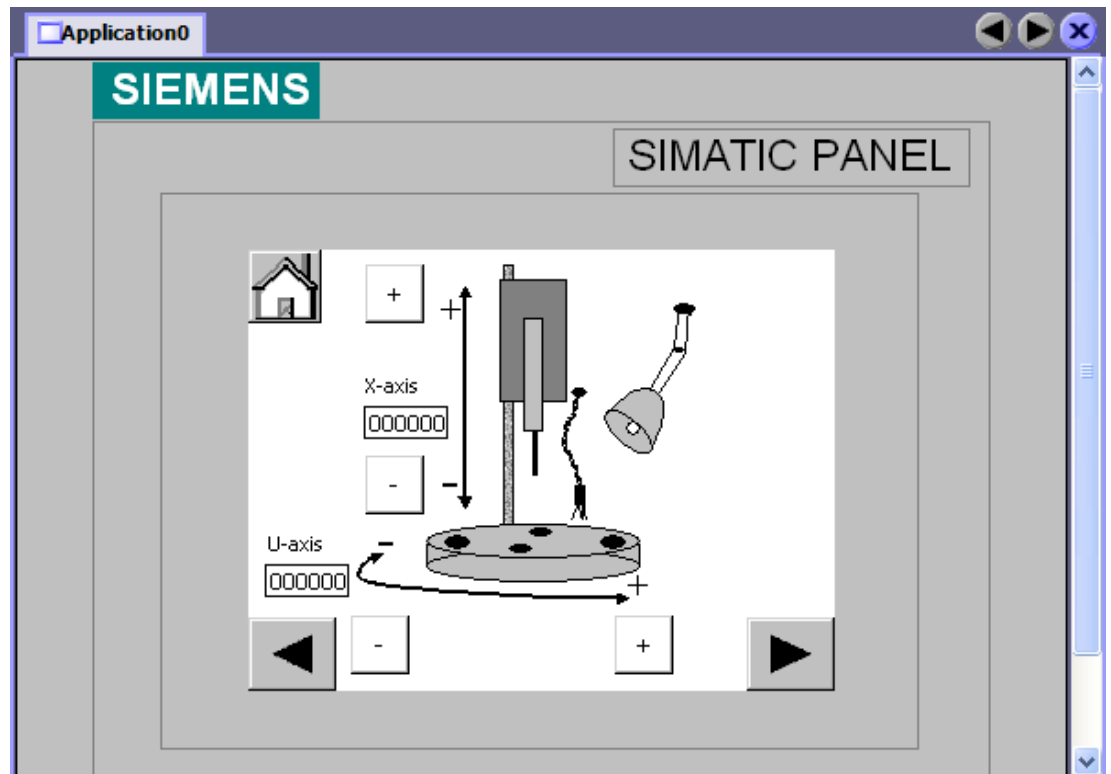 Application0
SIEMENS
SIMATIC PANEL
+
+
X-axis
000000
-
-
U-axis
-
000000
+
-
+